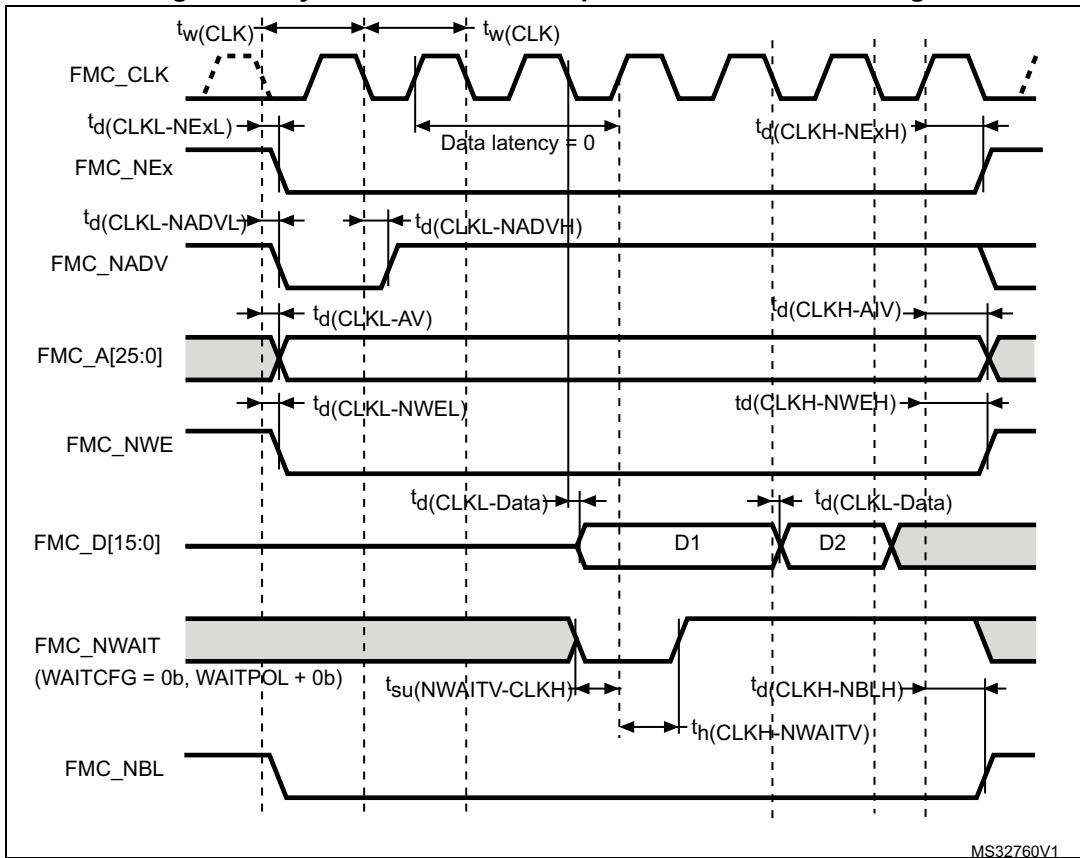 tw(CLK) tw(CLK)
FMC_CLK
td(CLKL-NExL) Data latency = 0 td(CLKH-NExH)
FMC_NEx
td(CLKL-NADVL) td(CLKL-NADVH)
FMC_NADV
td(CLKL-AV) td(CLKH-AIV)
FMC_A[25:0]
td(CLKL-NWEL) td(CLKH-NWEH)
FMC_NWE
td(CLKL-Data) td(CLKL-Data)
FMC_D[15:0] D1 D2
FMC_NWAIT
(WAITCFG = 0b, WAITPOL + 0b)
tsu(NWAITV-CLKH) td(CLKH-NBLH)
th(CLKH-NWAITV)
FMC_NBL
MS32760V1